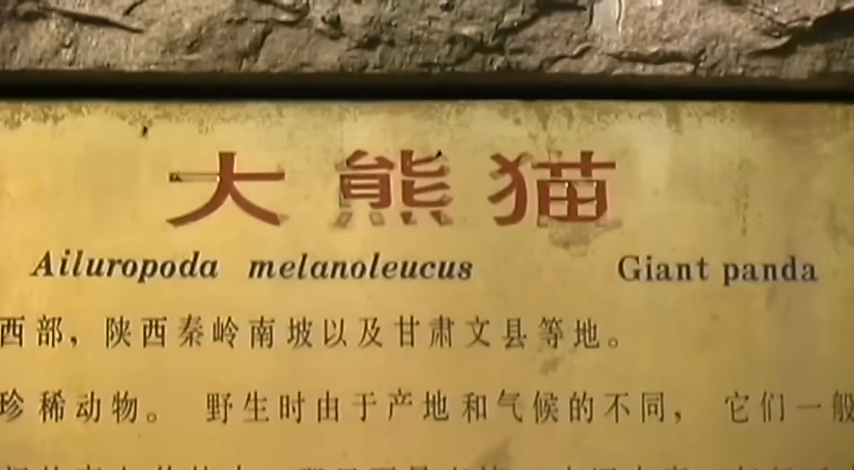 大熊猫
Ailuropoda melanoleucus Giant panda
西部，陕西秦岭南坡以及甘肃文县等地。
珍稀动物。 野生时由于产地和气候的不同， 它们一般